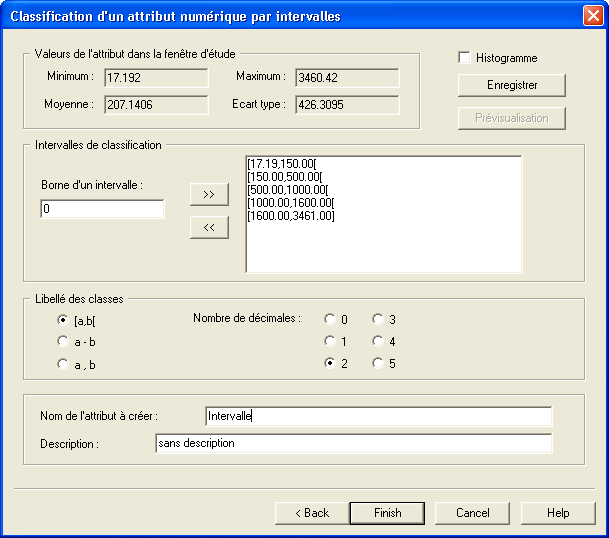 Classification d'un attribut numérique par intervalles
Valeurs de l'attribut dans la fenêtre d'étude
Minimum : 17.192 Maximum : 3460.42
Moyenne : 207.1406 Ecart type : 426.3095
Histogramme
Enregistrer
Prévisualisation
Intervalles de classification
Borne d'un intervalle :
0
>>
<<
[17.19,150.00[
[150.00,500.00[
[500.00,1000.00[
[1000.00,1600.00[
[1600.00,3461.00]
Libellé des classes
[a,b[
a - b
a , b
Nombre de décimales :
0 3
1 4
2 5
Nom de l'attribut à créer : Intervalle
Description : sans description
< Back Finish Cancel Help